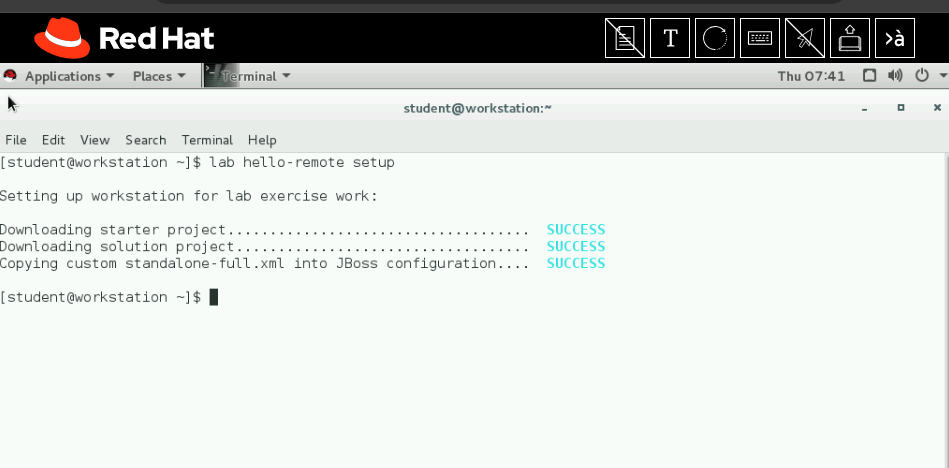 Red Hat
T
>à
Applications Places Terminal Thu 07:41
student@workstation:~
File Edit View Search Terminal Help
[student@workstation ~]$ lab hello-remote setup
Setting up workstation for lab exercise work:
Downloading starter project.................................... SUCCESS
Downloading solution project................................... SUCCESS
Copying custom standalone-full.xml into JBoss configuration.... SUCCESS
[student@workstation ~]$